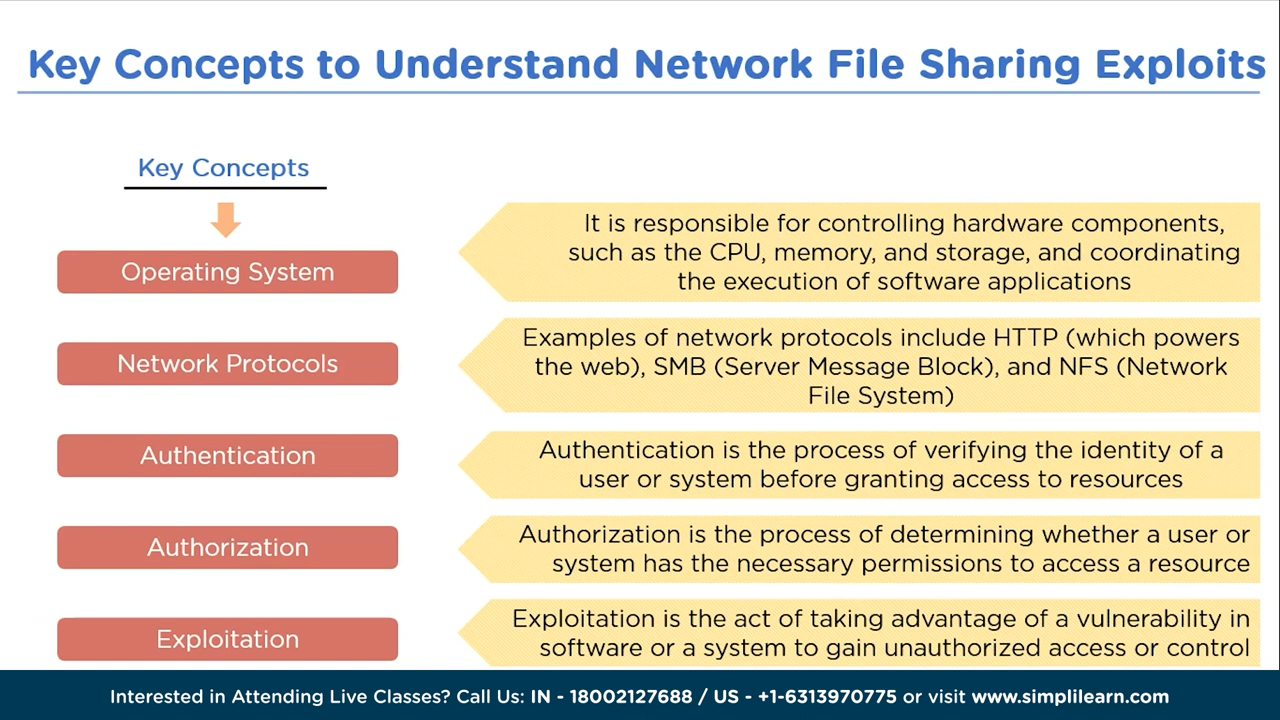 Key Concepts to Understand Network File Sharing Exploits
Key Concepts
Operating System
It is responsible for controlling hardware components,
such as the CPU, memory, and storage, and coordinating
the execution of software applications
Network Protocols
Examples of network protocols include HTTP (which powers
the web), SMB (Server Message Block), and NFS (Network
File System)
Authentication
Authentication is the process of verifying the identity of a
user or system before granting access to resources
Authorization
Authorization is the process of determining whether a user or
system has the necessary permissions to access a resource
Exploitation
Exploitation is the act of taking advantage of a vulnerability in
software or a system to gain unauthorized access or control
Interested in Attending Live Classes? Call Us: IN - 18002127688 / US - +1-6313970775 or visit www.simplilearn.com